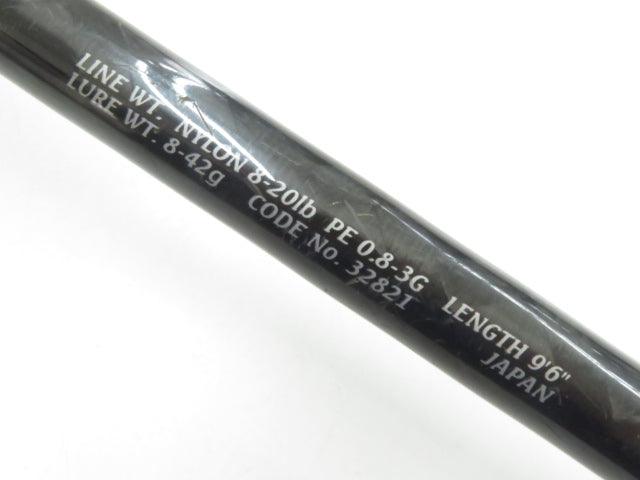 LINE WT. NYLON 8-20lb PE 0.8-3G LENGTH 9'6"
LURE WT. 8-42g CODE No. 32821 JAPAN